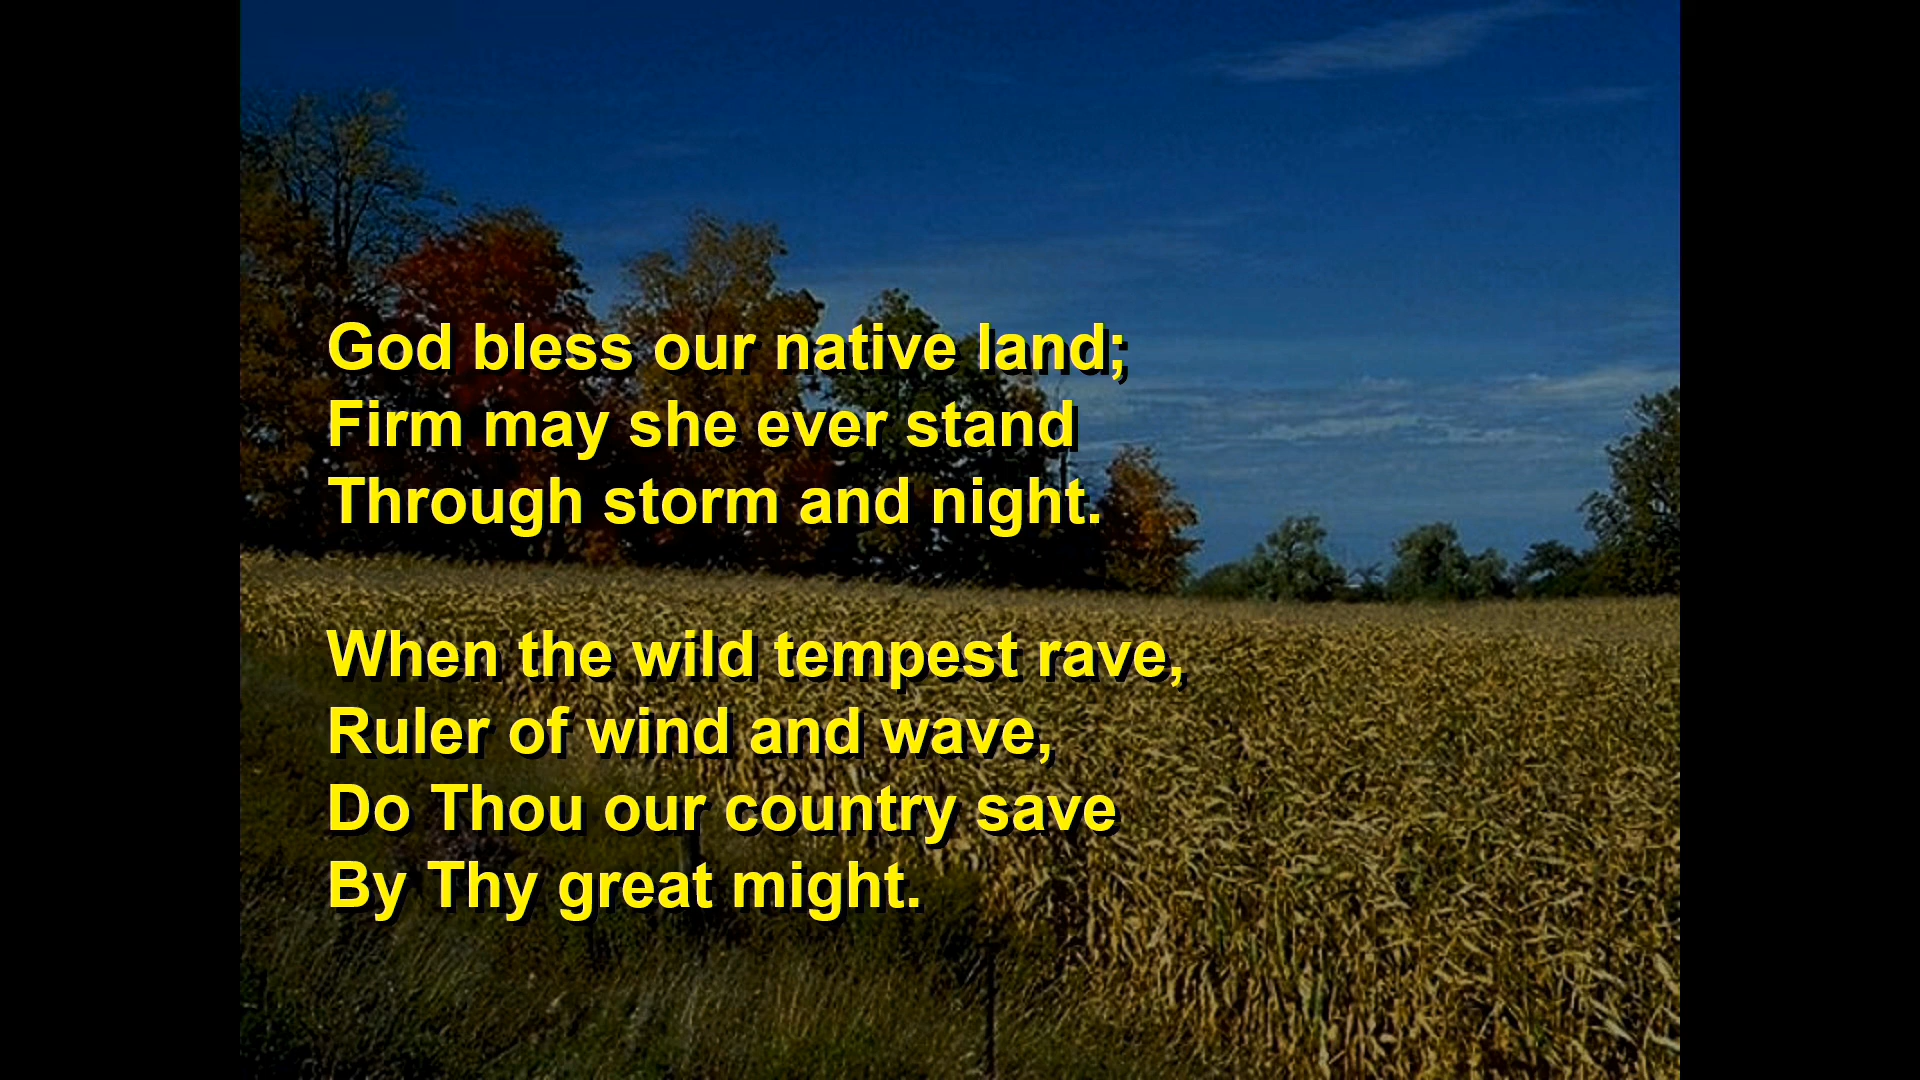 God bless our native land;
Firm may she ever stand
Through storm and night.
When the wild tempest rave,
Ruler of wind and wave,
Do Thou our country save
By Thy great might.